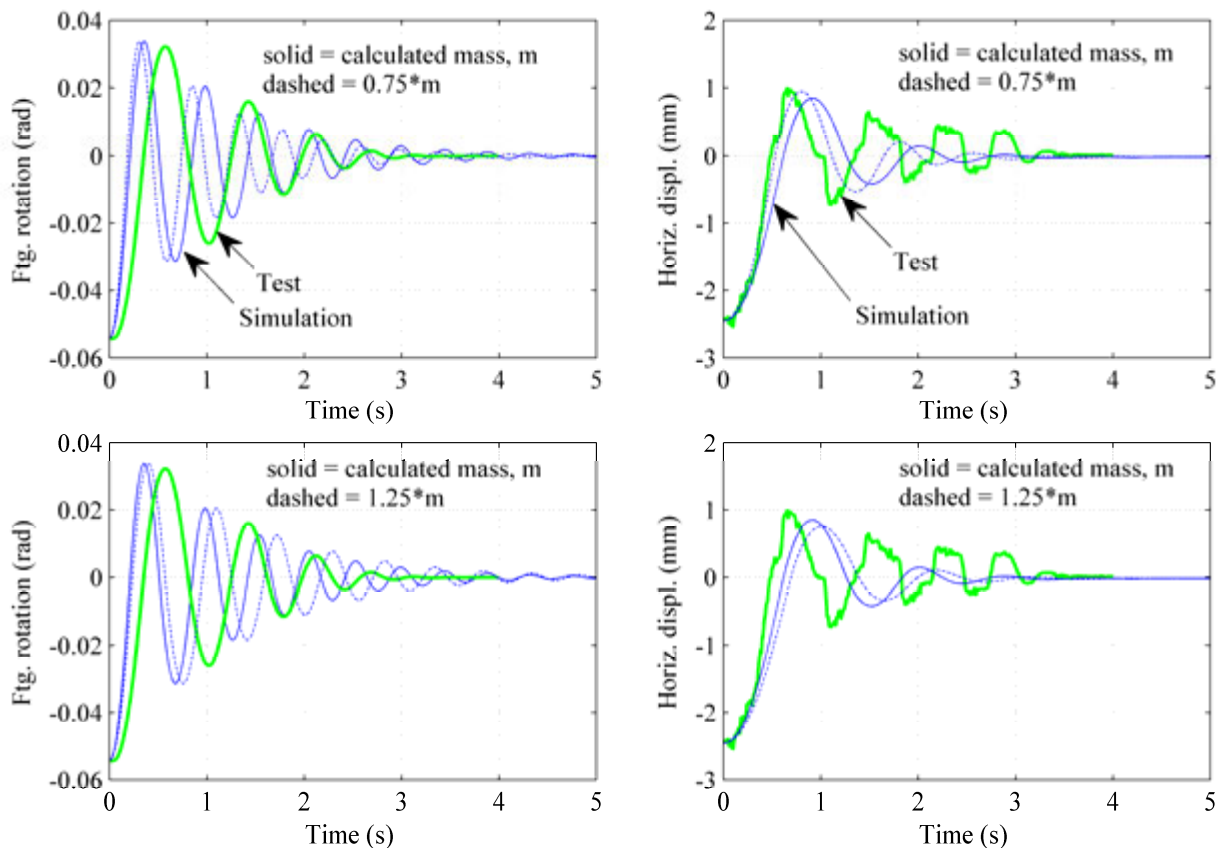 0.04
0.02
0
-0.02
-0.04
-0.06
Ftg. rotation (rad)
solid = calculated mass, m
dashed = 0.75*m
Test
Simulation
0 1 2 3 4 5
Time (s)
2
1
0
-1
-2
-3
Horiz. displ. (mm)
solid = calculated mass, m
dashed = 0.75*m
Test
Simulation
0 1 2 3 4 5
Time (s)
0.04
0.02
0
-0.02
-0.04
-0.06
Ftg. rotation (rad)
solid = calculated mass, m
dashed = 1.25*m
0 1 2 3 4 5
Time (s)
2
1
0
-1
-2
-3
Horiz. displ. (mm)
solid = calculated mass, m
dashed = 1.25*m
0 1 2 3 4 5
Time (s)